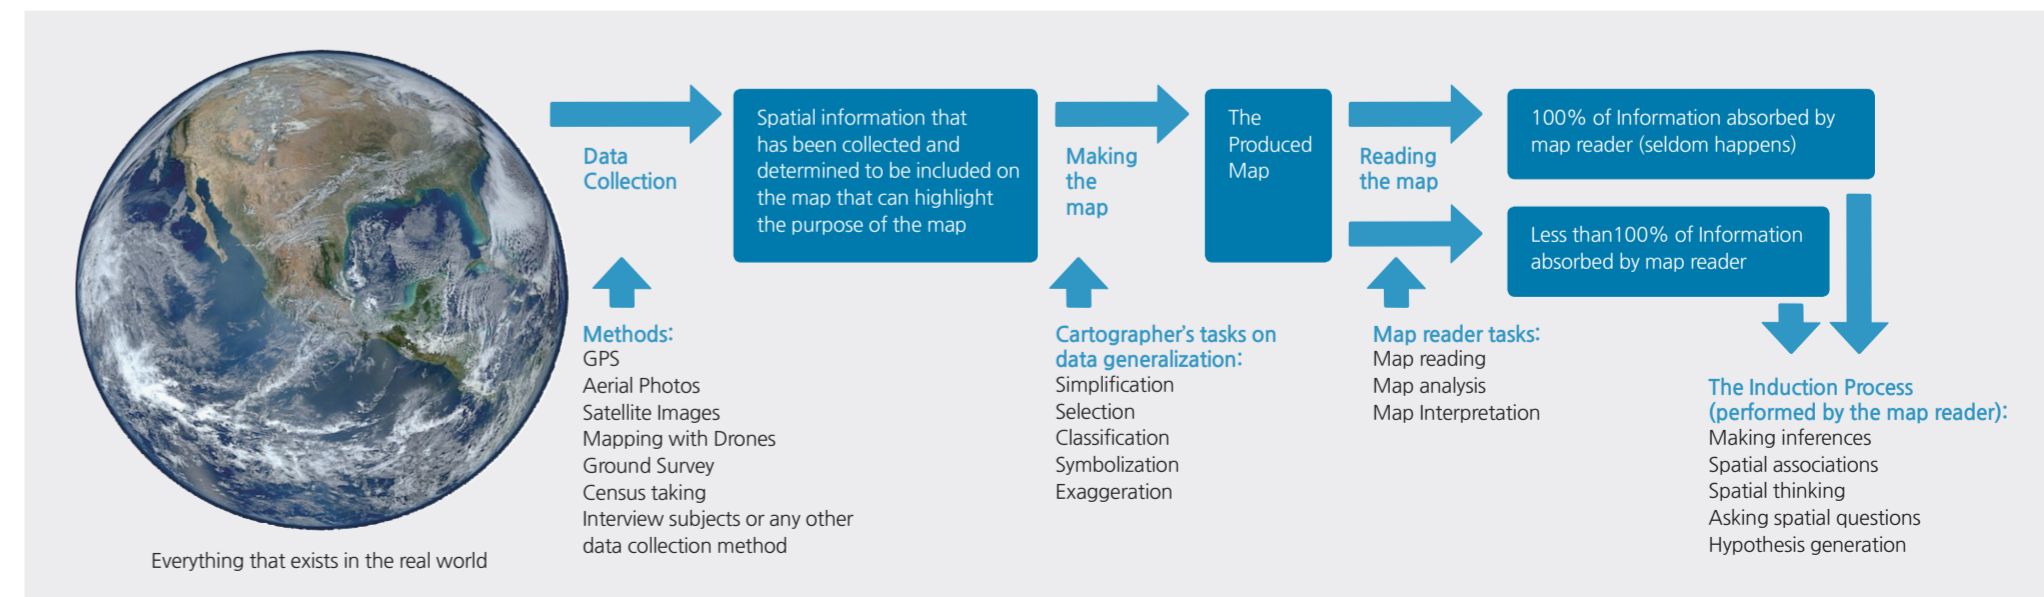 Everything that exists in the real world
Data
Collection
Methods:
GPS
Aerial Photos
Satellite Images
Mapping with Drones
Ground Survey
Census taking
Interview subjects or any other
data collection method
Spatial information that
has been collected and
determined to be included on
the map that can highlight
the purpose of the map
Making
the
map
Cartographer's tasks on
data generalization:
Simplification
Selection
Classification
Symbolization
Exaggeration
The
Produced
Map
Reading
the map
Map reader tasks:
Map reading
Map analysis
Map Interpretation
100% of Information absorbed by
map reader (seldom happens)
Less than100% of Information
absorbed by map reader
The Induction Process
(performed by the map reader):
Making inferences
Spatial associations
Spatial thinking
Asking spatial questions
Hypothesis generation